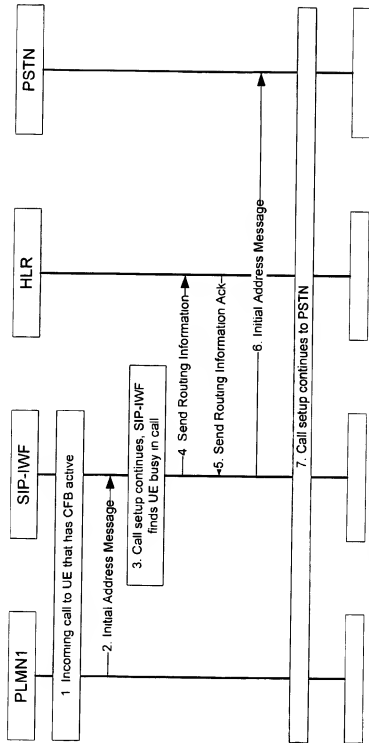 PLMN1
SIP-IWF
HLR
PSTN
1 Incoming call to UE that has CFB active
2. Initial Address Message
3. Call setup continues, SIP-IWF
finds UE busy in call
4 Send Routing Information
5. Send Routing Information Ack
6. Initial Address Message
7. Call setup continues to PSTN